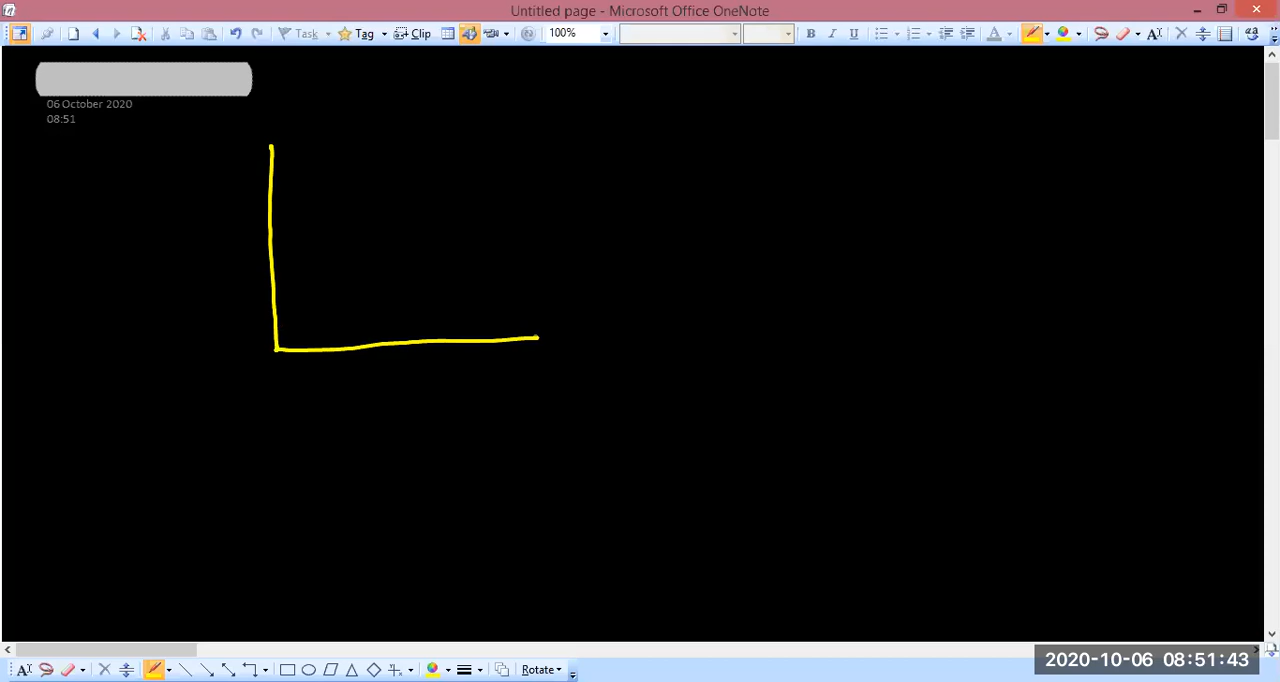 Untitled page - Microsoft Office OneNote
Task Tag Clip 100% B I U A
06 October 2020
08:51
Rotate
2020-10-06 08:51:43